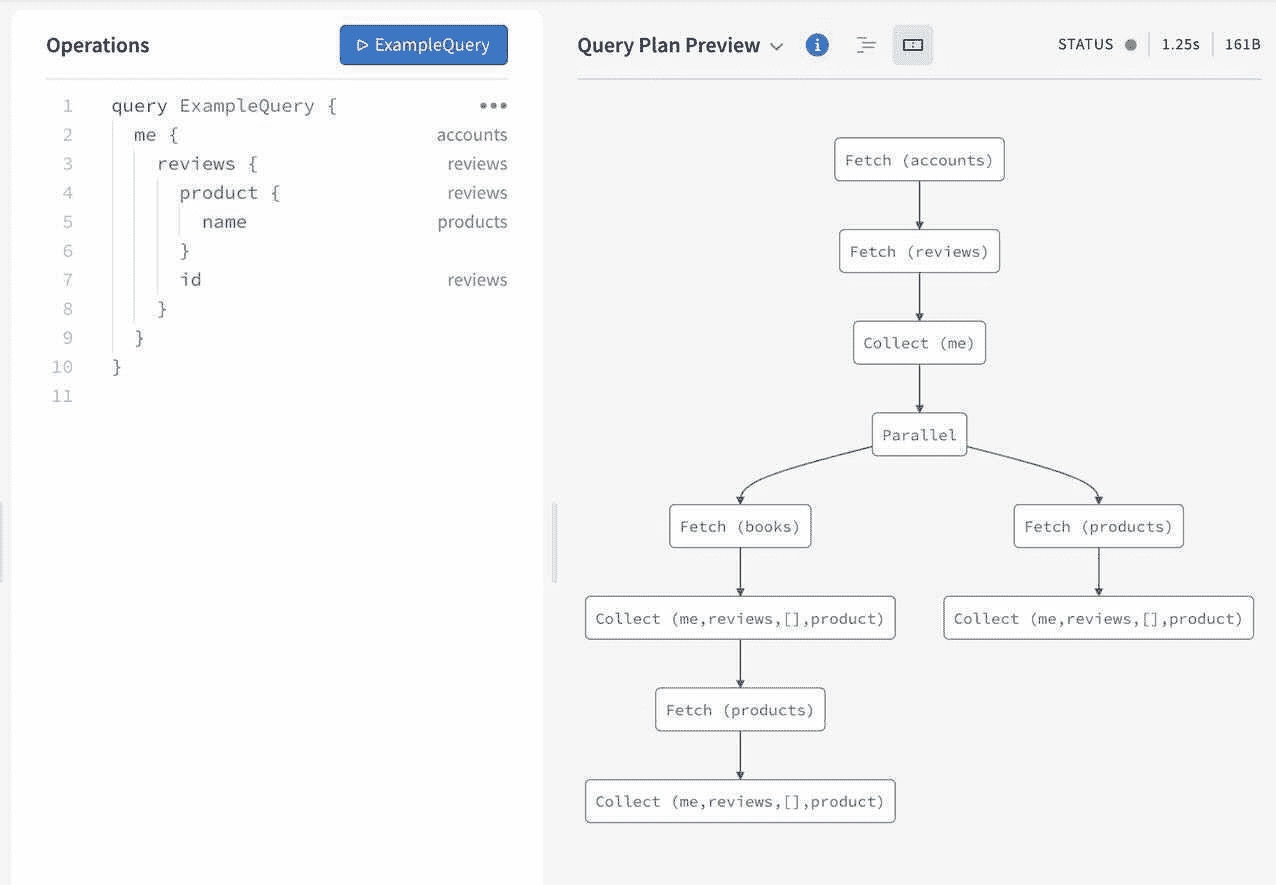 Operations
ExampleQuery
1 query ExampleQuery { •••
2 me { accounts
3 reviews { reviews
4 product { reviews
5 name products
6 }
7 id reviews
8 }
9 }
10 }
11
Query Plan Preview
STATUS 1.25s 161B
Fetch (accounts)
Fetch (reviews)
Collect (me)
Parallel
Fetch (books) Fetch (products)
Collect (me,reviews,[],product) Collect (me,reviews,[],product)
Fetch (products)
Collect (me,reviews,[],product)